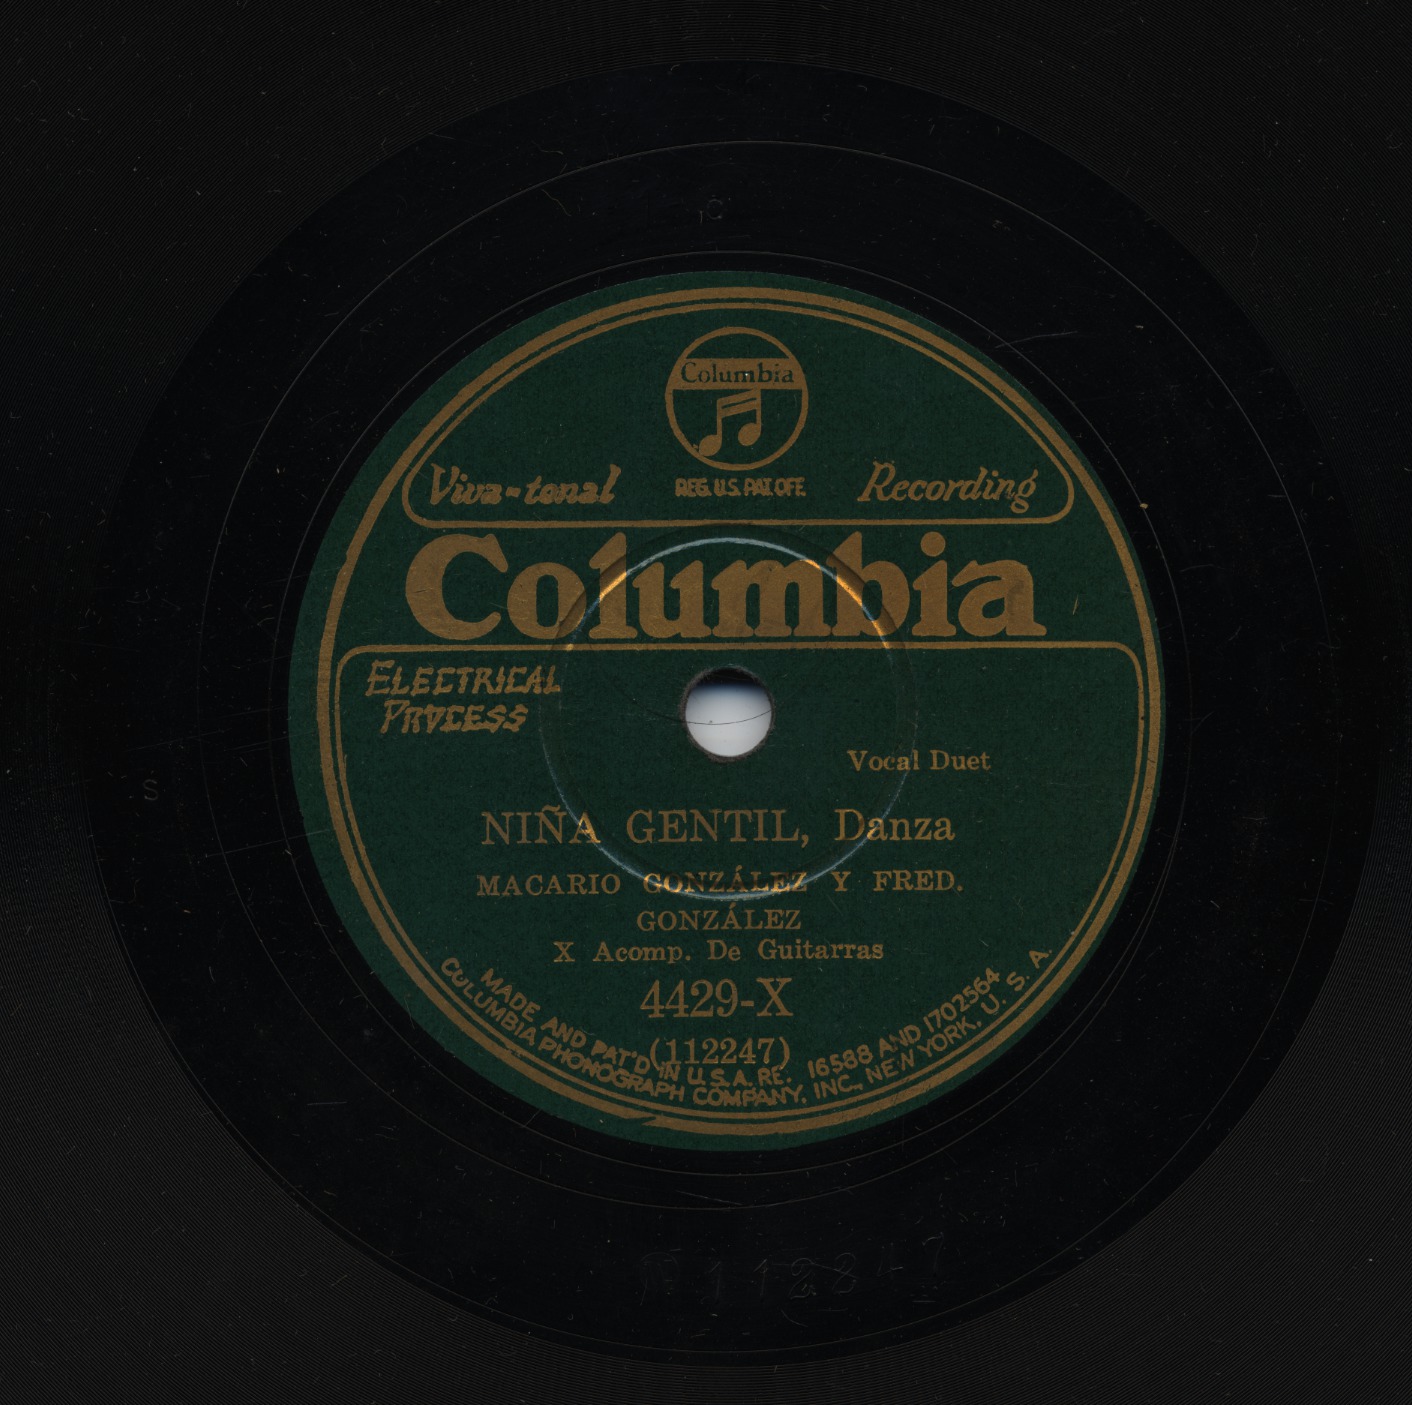 Columbia
Viva-tonal
REG. U.S. PAT. OFF.
Recording
Columbia
ELECTRICAL
PROCESS
Vocal Duet
NIÑA GENTIL, Danza
MACARIO GONZÁLEZ Y FRED.
GONZÁLEZ
X Acomp. De Guitarras
4429-X
(112247)
MADE AND PAT'D IN U.S.A. RE. 16588 AND 1702564
COLUMBIA PHONOGRAPH COMPANY, INC., NEW YORK, U. S. A.
C
S